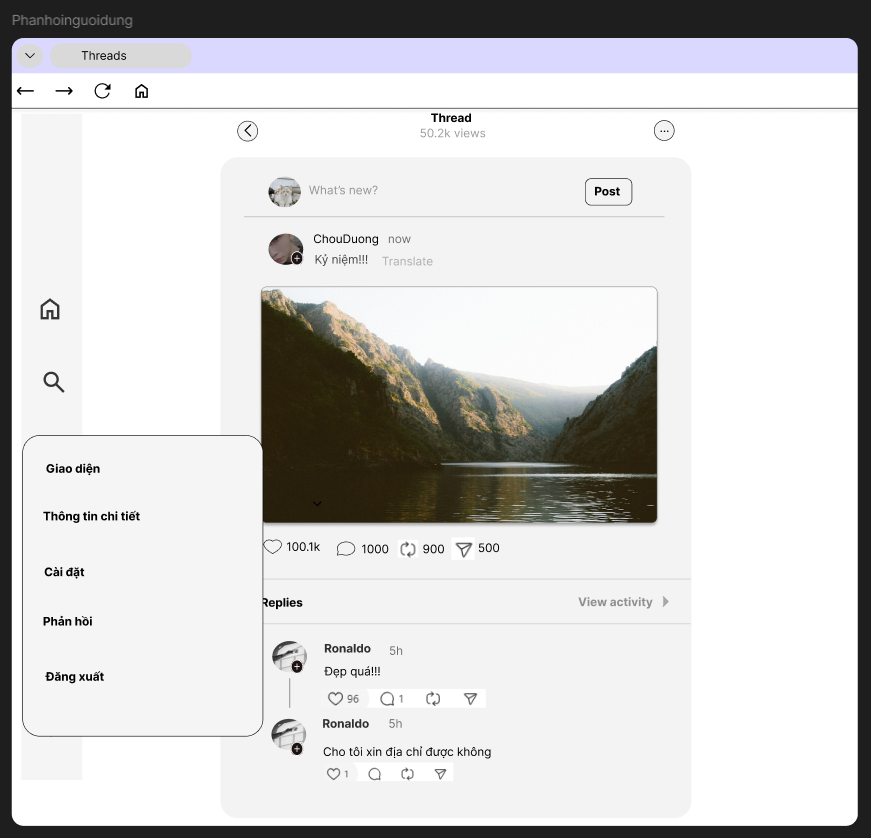 Phanhoinguoidung
Threads
Thread
50.2k views
What's new?
Post
ChouDuong now
Kỷ niệm!!! Translate
100.1k 1000 900 500
Replies View activity
Ronaldo 5h
Đẹp quá!!!
96 1
Ronaldo 5h
Cho tôi xin địa chỉ được không
1
Giao diện
Thông tin chi tiết
Cài đặt
Phản hồi
Đăng xuất